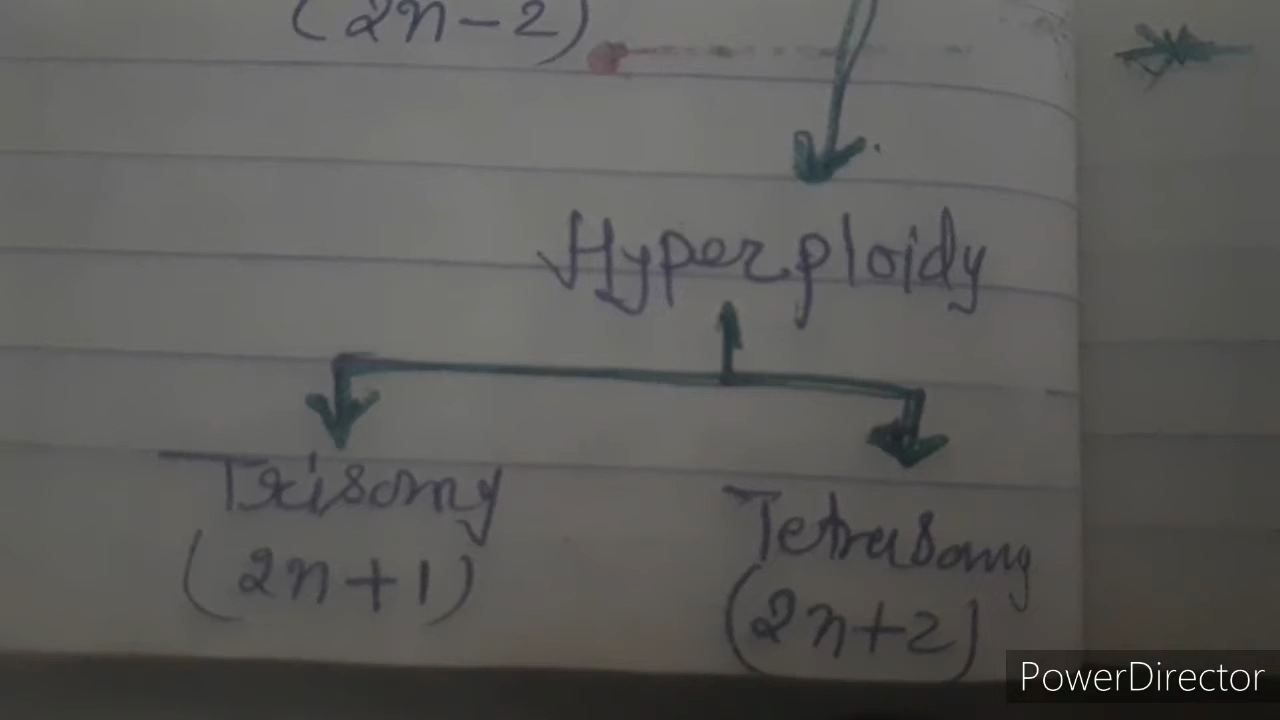 (2n-2)
Hyperploidy
Trisomy
(2n+1)
Tetrasomy
(2n+2)
PowerDirector